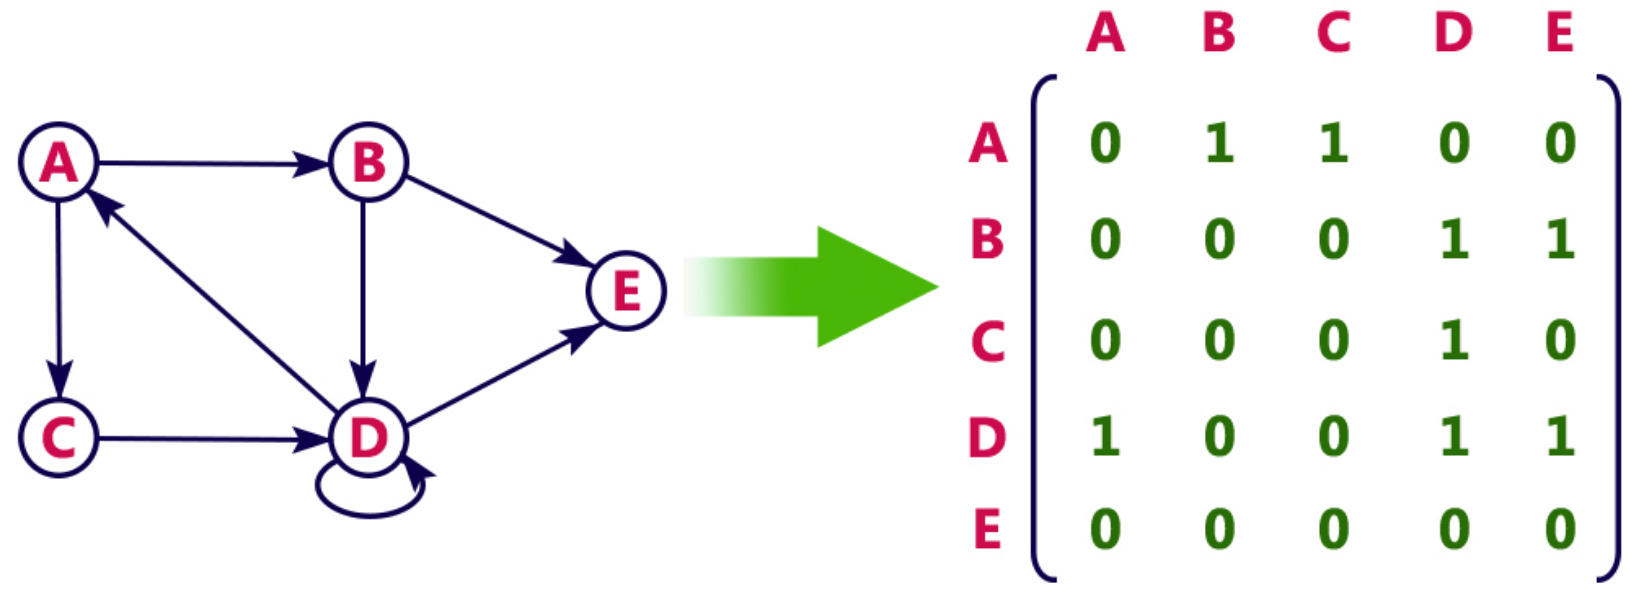 A B C D E
A 0 1 1 0 0
A B
B 0 0 0 1 1
E
C 0 0 0 1 0
C D
D 1 0 0 1 1
E 0 0 0 0 0